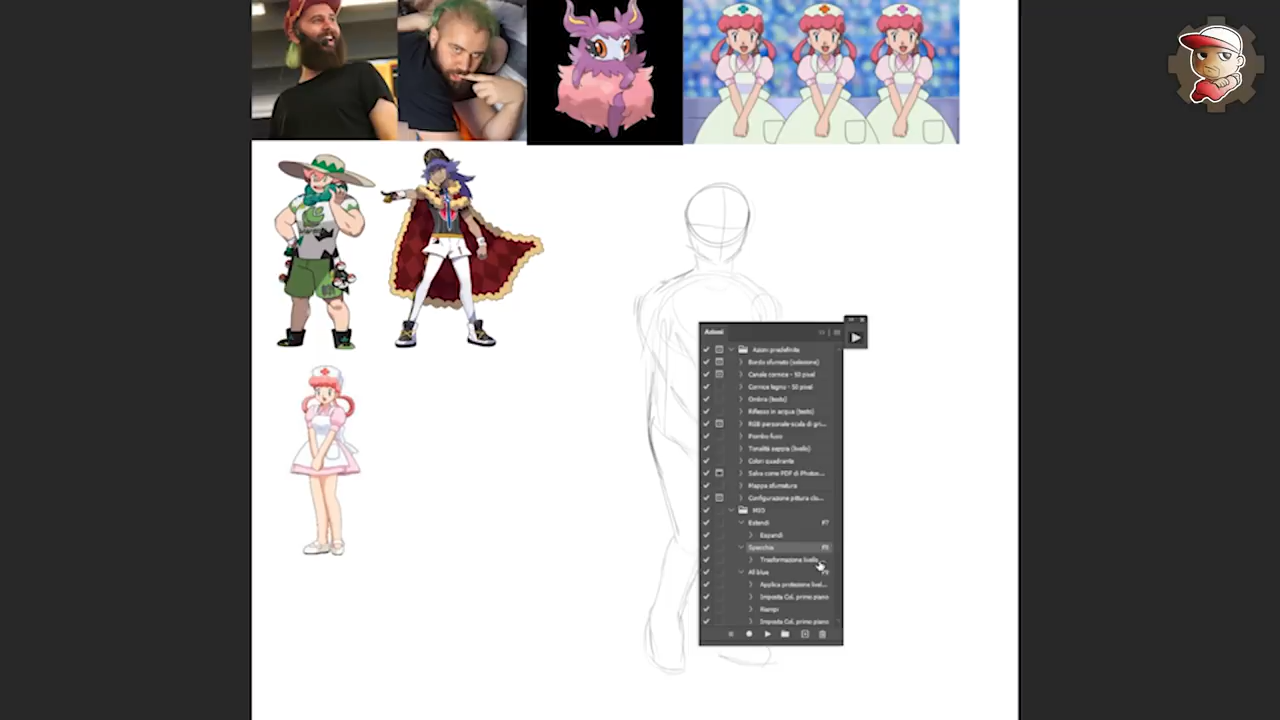 Azioni
Azioni predefinite
Bordo sfumato (selezione)
Canale cornice - 50 pixel
Cornice legno - 50 pixel
Ombra (testo)
Riflesso in acqua (testo)
RGB personale-scala di gri...
Piombo fuso
Tonalità seppia (livello)
Colori quadrante
Salva come PDF di Photos...
Mappa sfumatura
Configurazione pittura clo...
Estendi F7
Espandi
Specchia F8
Trasformazione livello...
All blue
Applica protezione livel...
Imposta Col. primo piano
Riempi
Imposta Col. primo piano